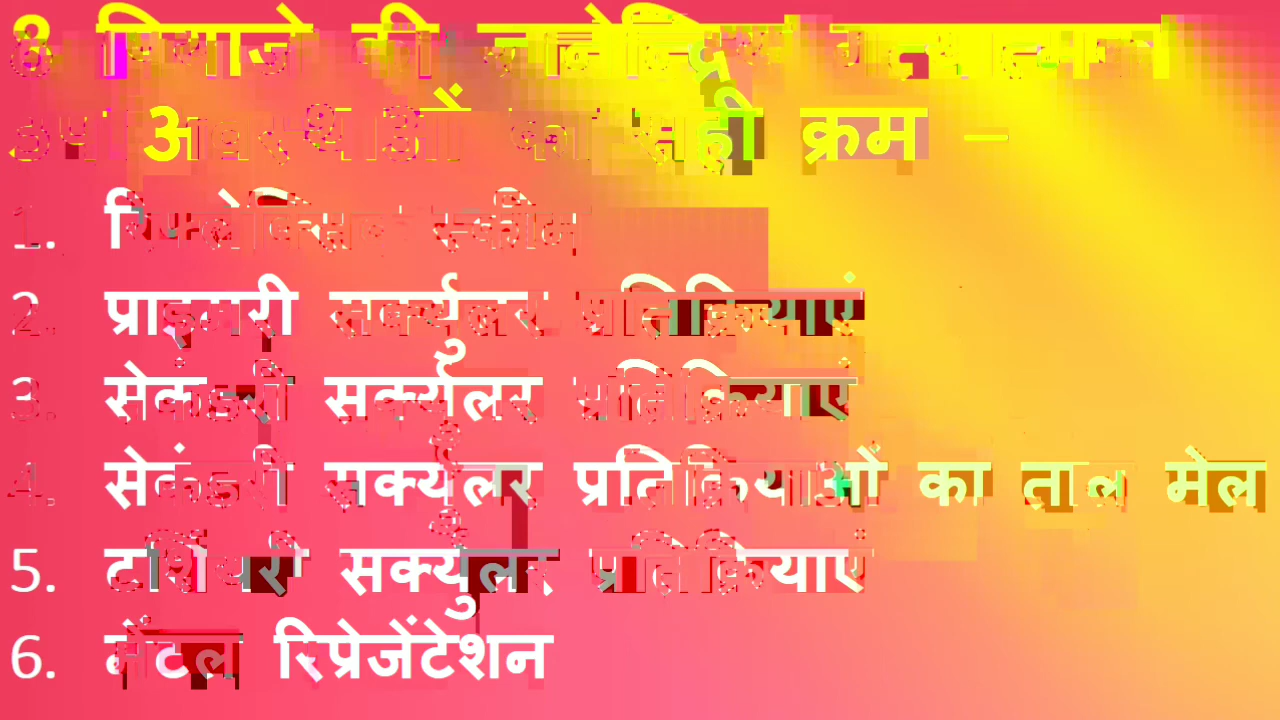 8 पियाजे की ज्ञानेन्द्रिय गत्यात्मक
उप अवस्थाओं का सही क्रम –
1. रिफ्लेक्सिक स्कीम
2. प्राइमरी सर्क्युलर प्रतिक्रियाएं
3. सेकंडरी सर्क्युलर प्रतिक्रियाएं
4. सेकंडरी सर्क्युलर प्रतिक्रियाओं का ताल मेल
5. टर्शियरी सर्क्युलर प्रतिक्रियाएं
6. मेंटल रिप्रेजेंटेशन